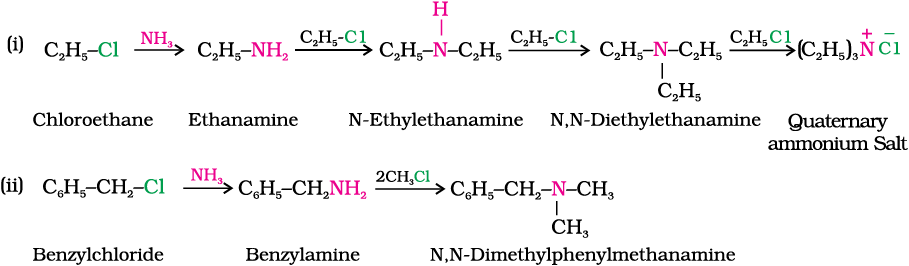 H
(i) C₂H₅–Cl NH₃ C₂H₅–NH₂ C₂H₅–Cl C₂H₅–N–C₂H₅ C₂H₅–Cl C₂H₅–N–C₂H₅ C₂H₅Cl (C₂H₅)₃N⁺ Cl⁻
C₂H₅
Chloroethane Ethanamine N-Ethylethanamine N,N-Diethylethanamine Quaternary
ammonium Salt
(ii) C₆H₅–CH₂–Cl NH₃ C₆H₅–CH₂NH₂ 2CH₃Cl C₆H₅–CH₂–N–CH₃
CH₃
Benzylchloride Benzylamine N,N-Dimethylphenylmethanamine